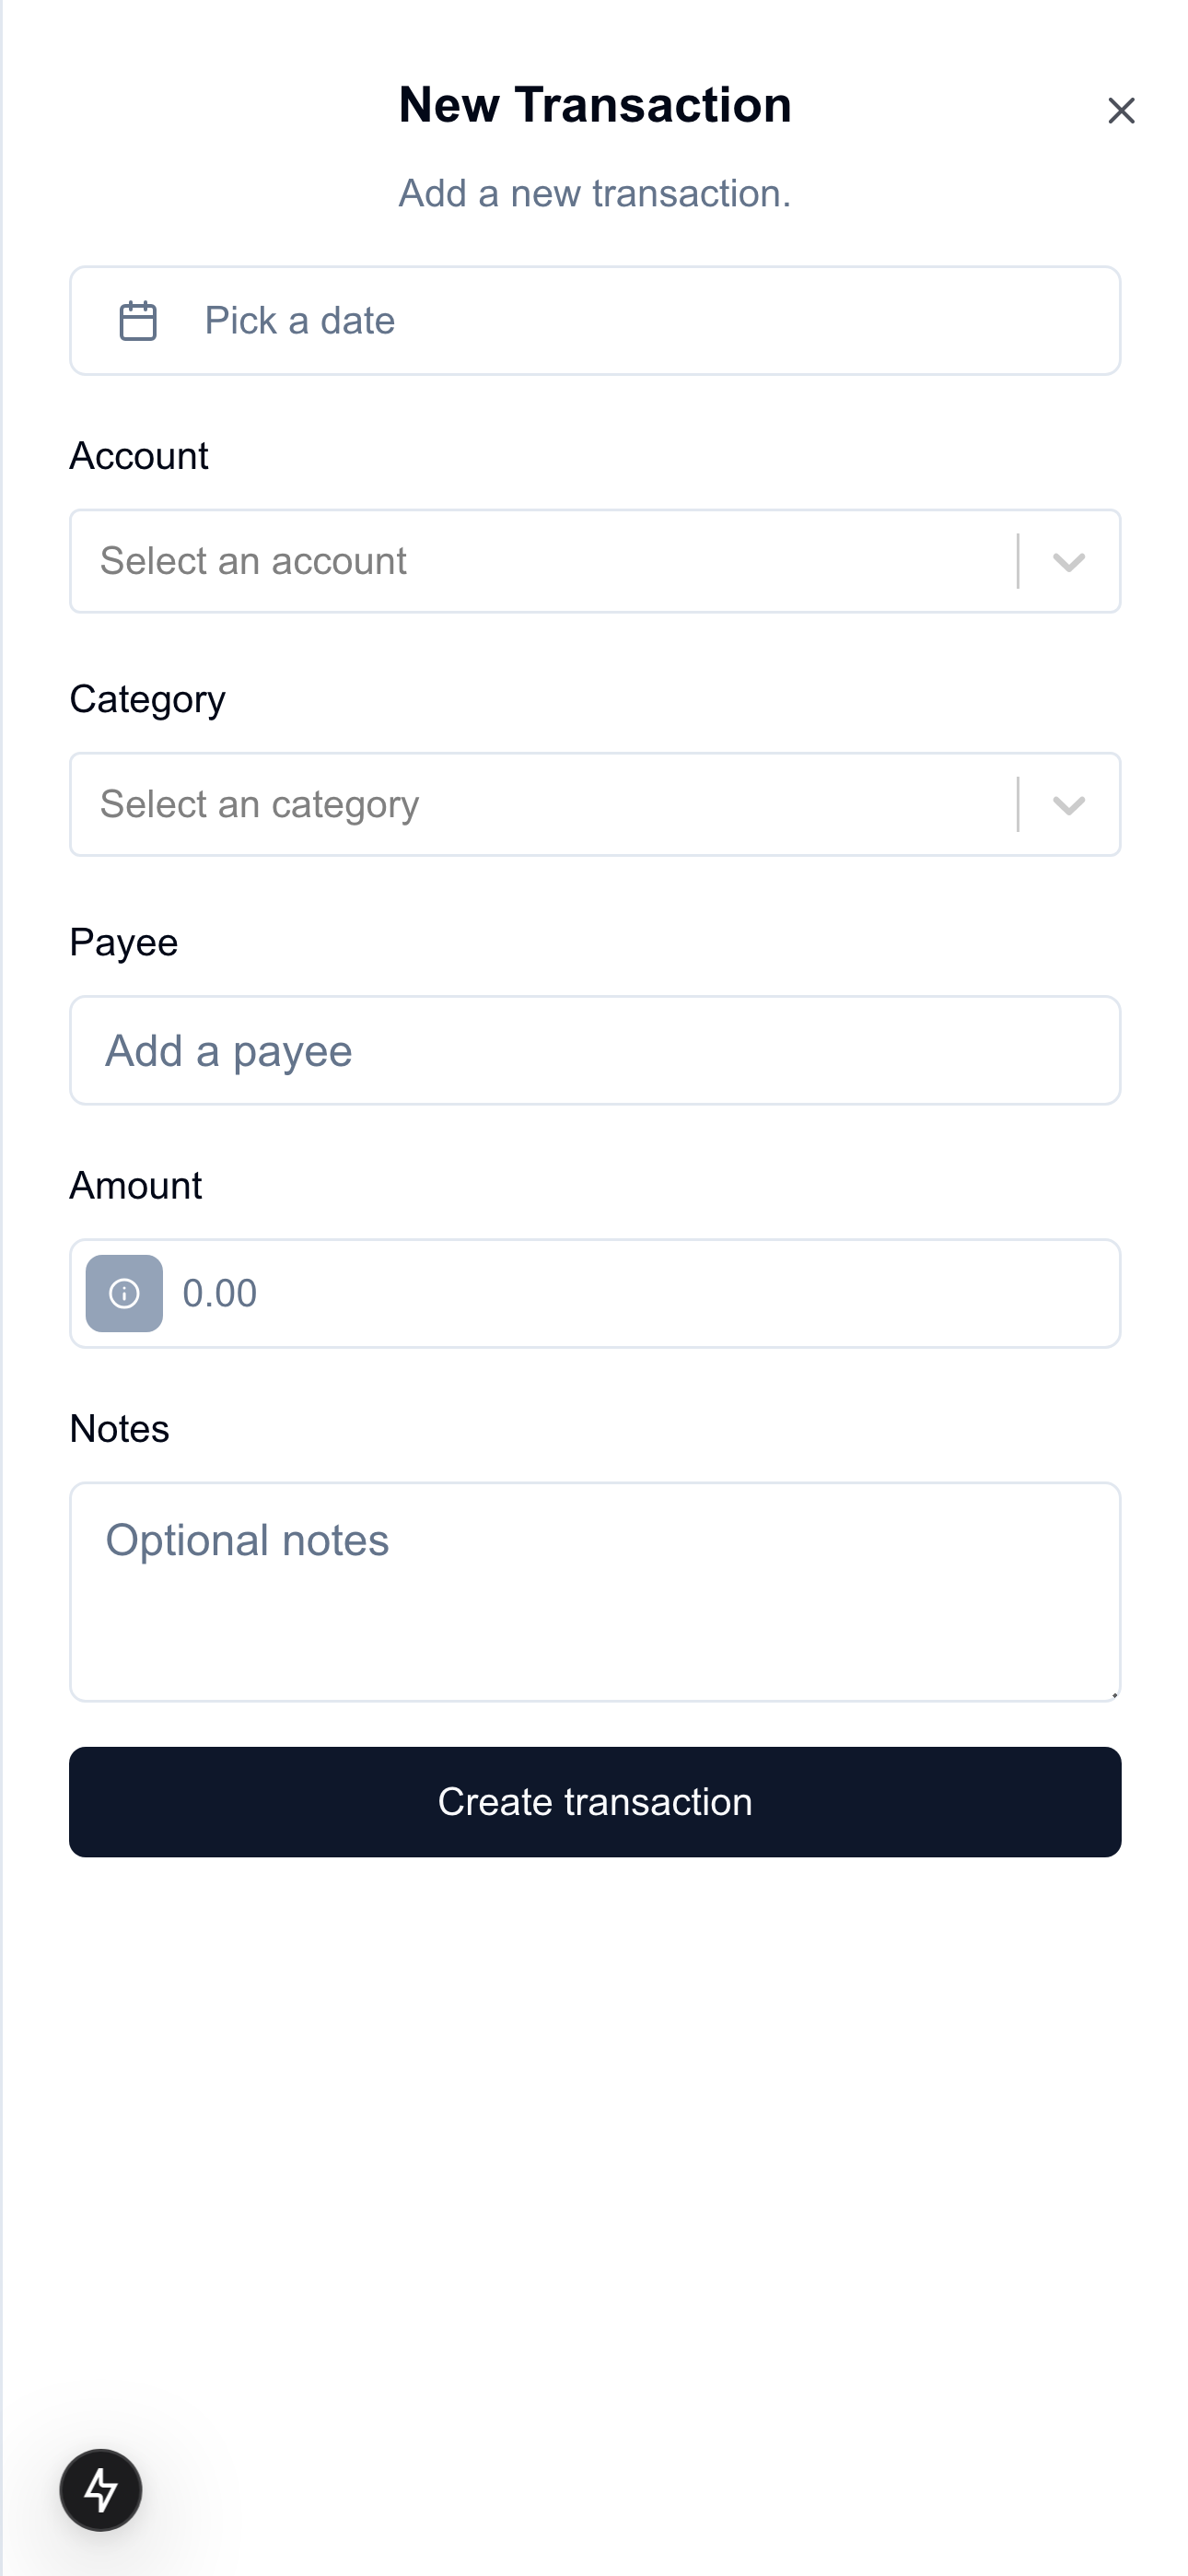 New Transaction
Add a new transaction.
Pick a date
Account
Select an account
Category
Select an category
Payee
Add a payee
Amount
0.00
Notes
Optional notes
Create transaction